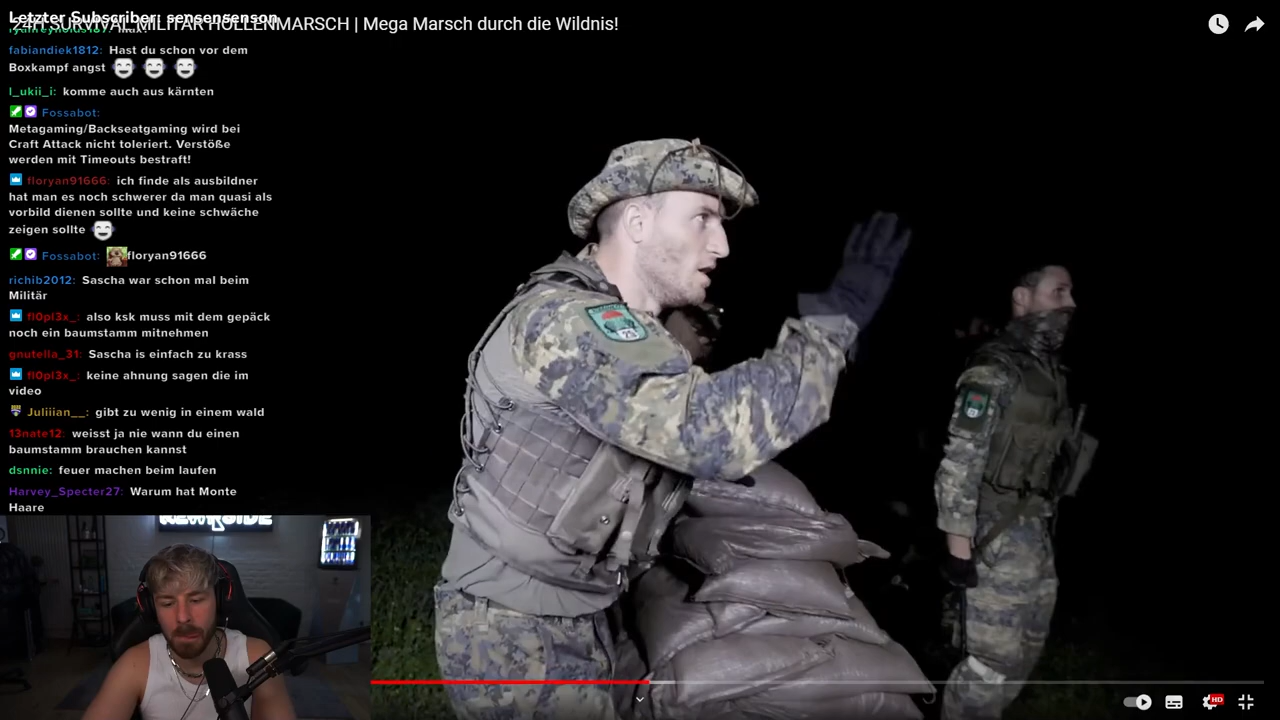 Letzter Subscriber: sensensenson
24H SURVIVAL MILITÄR HÖLLENMARSCH | Mega Marsch durch die Wildnis!
ryanreynolds187: max?
fabiandiek1812: Hast du schon vor dem
Boxkampf angst
l_ukii_i: komme auch aus kärnten
Fossabot:
Metagaming/Backseatgaming wird bei
Craft Attack nicht toleriert. Verstöße
werden mit Timeouts bestraft!
floryan91666: ich finde als ausbildner
hat man es noch schwerer da man quasi als
vorbild dienen sollte und keine schwäche
zeigen sollte
Fossabot: floryan91666
richib2012: Sascha war schon mal beim
Militär
fl0pl3x_: also ksk muss mit dem gepäck
noch ein baumstamm mitnehmen
gnutella_31: Sascha is einfach zu krass
fl0pl3x_: keine ahnung sagen die im
video
Juliiian__: gibt zu wenig in einem wald
13nate12: weisst ja nie wann du einen
baumstamm brauchen kannst
dsnnie: feuer machen beim laufen
Harvey_Specter27: Warum hat Monte
Haare
HD